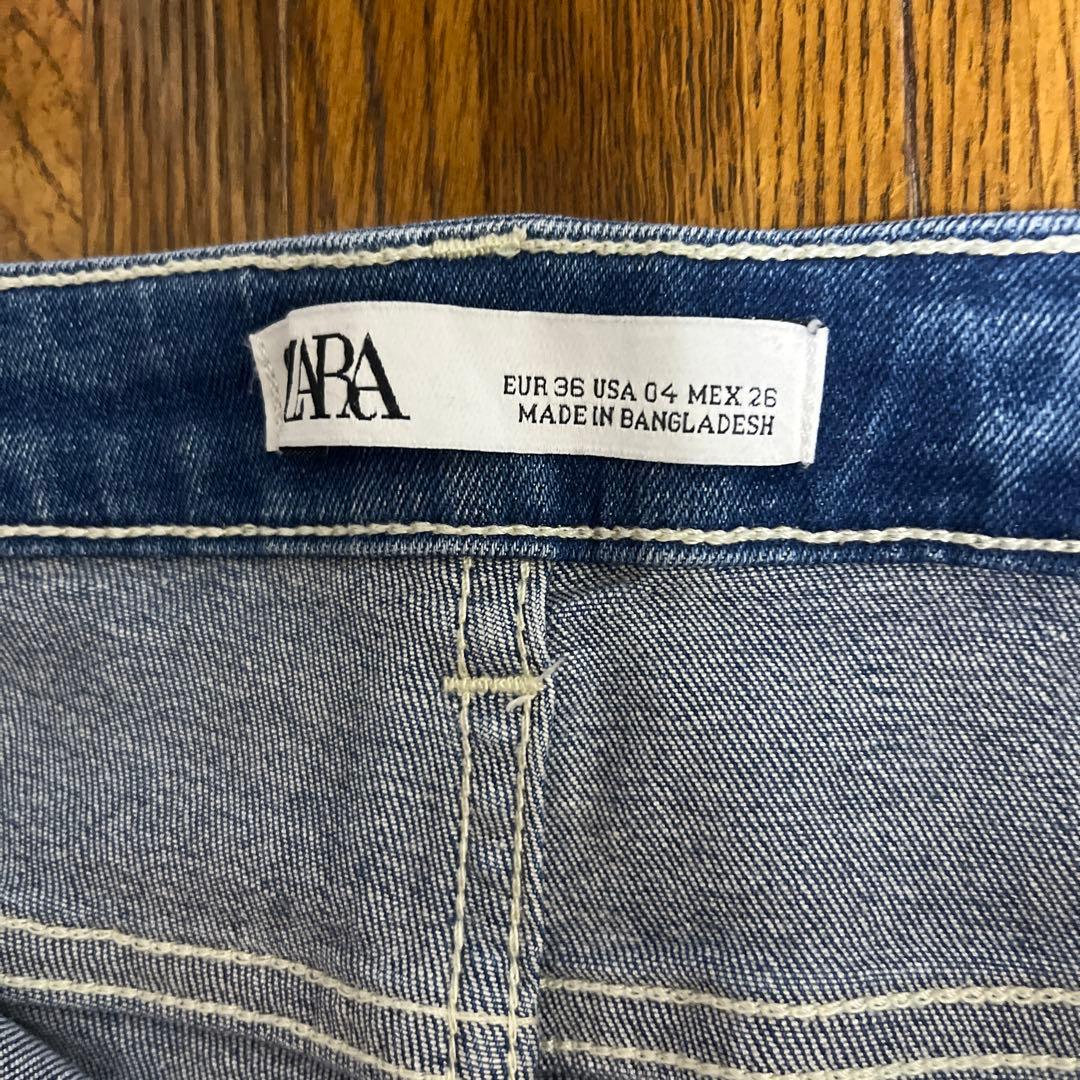 ZARA
EUR 36 USA 04 MEX 26
MADE IN BANGLADESH